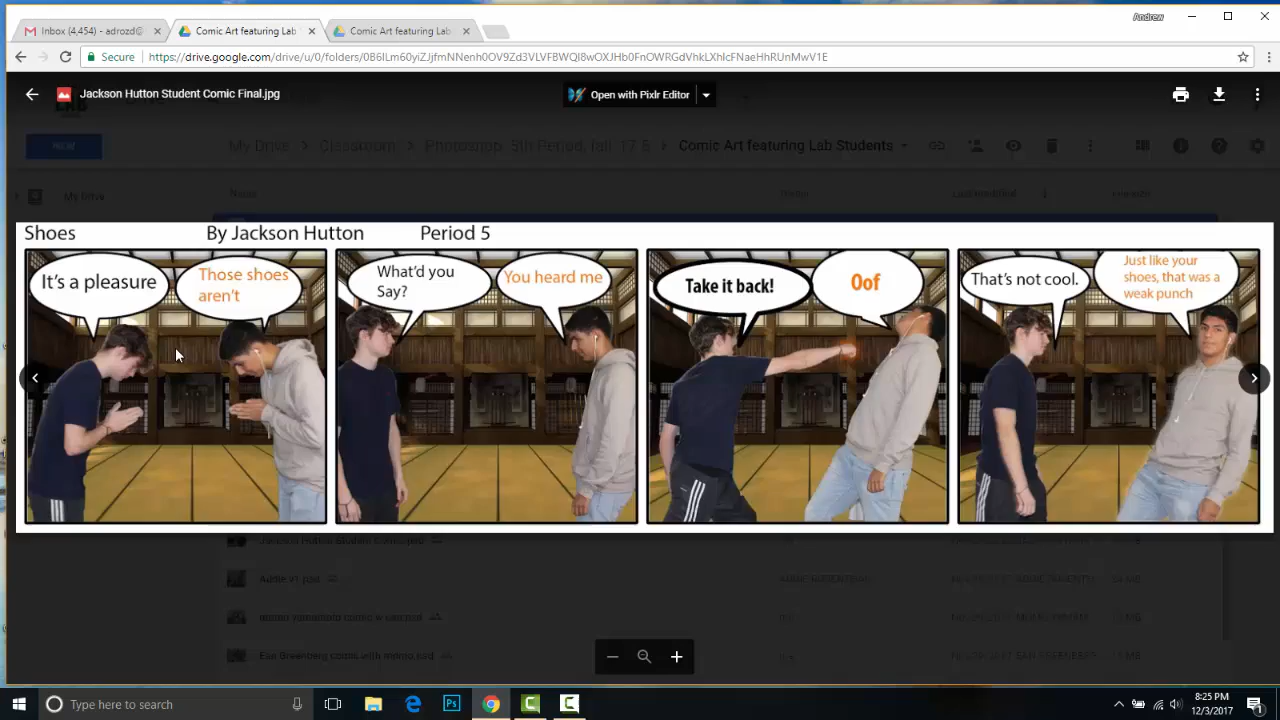 Andrew
Inbox (4,454) - adrozd@
Comic Art featuring Lab
Comic Art featuring Lab
Secure
https://drive.google.com/drive/u/0/folders/0B6ILm60yiZJjfmNNenh0OV9Zd3VLVFBWQl8wOXJHb0FnOWRGdVhkLXhlcFNaeHhRUnMwV1E
Jackson Hutton Student Comic Final.jpg
Open with Pixlr Editor
NEW
My Drive
Classroom
Comic Art featuring Lab Students
My Drive
Name
Shoes
By Jackson Hutton
Period 5
It's a pleasure
Those shoes
aren't
What'd you
Say?
You heard me
Take it back!
Oof
That's not cool.
Just like your
shoes, that was a
weak punch
Type here to search
8:25 PM
12/3/2017